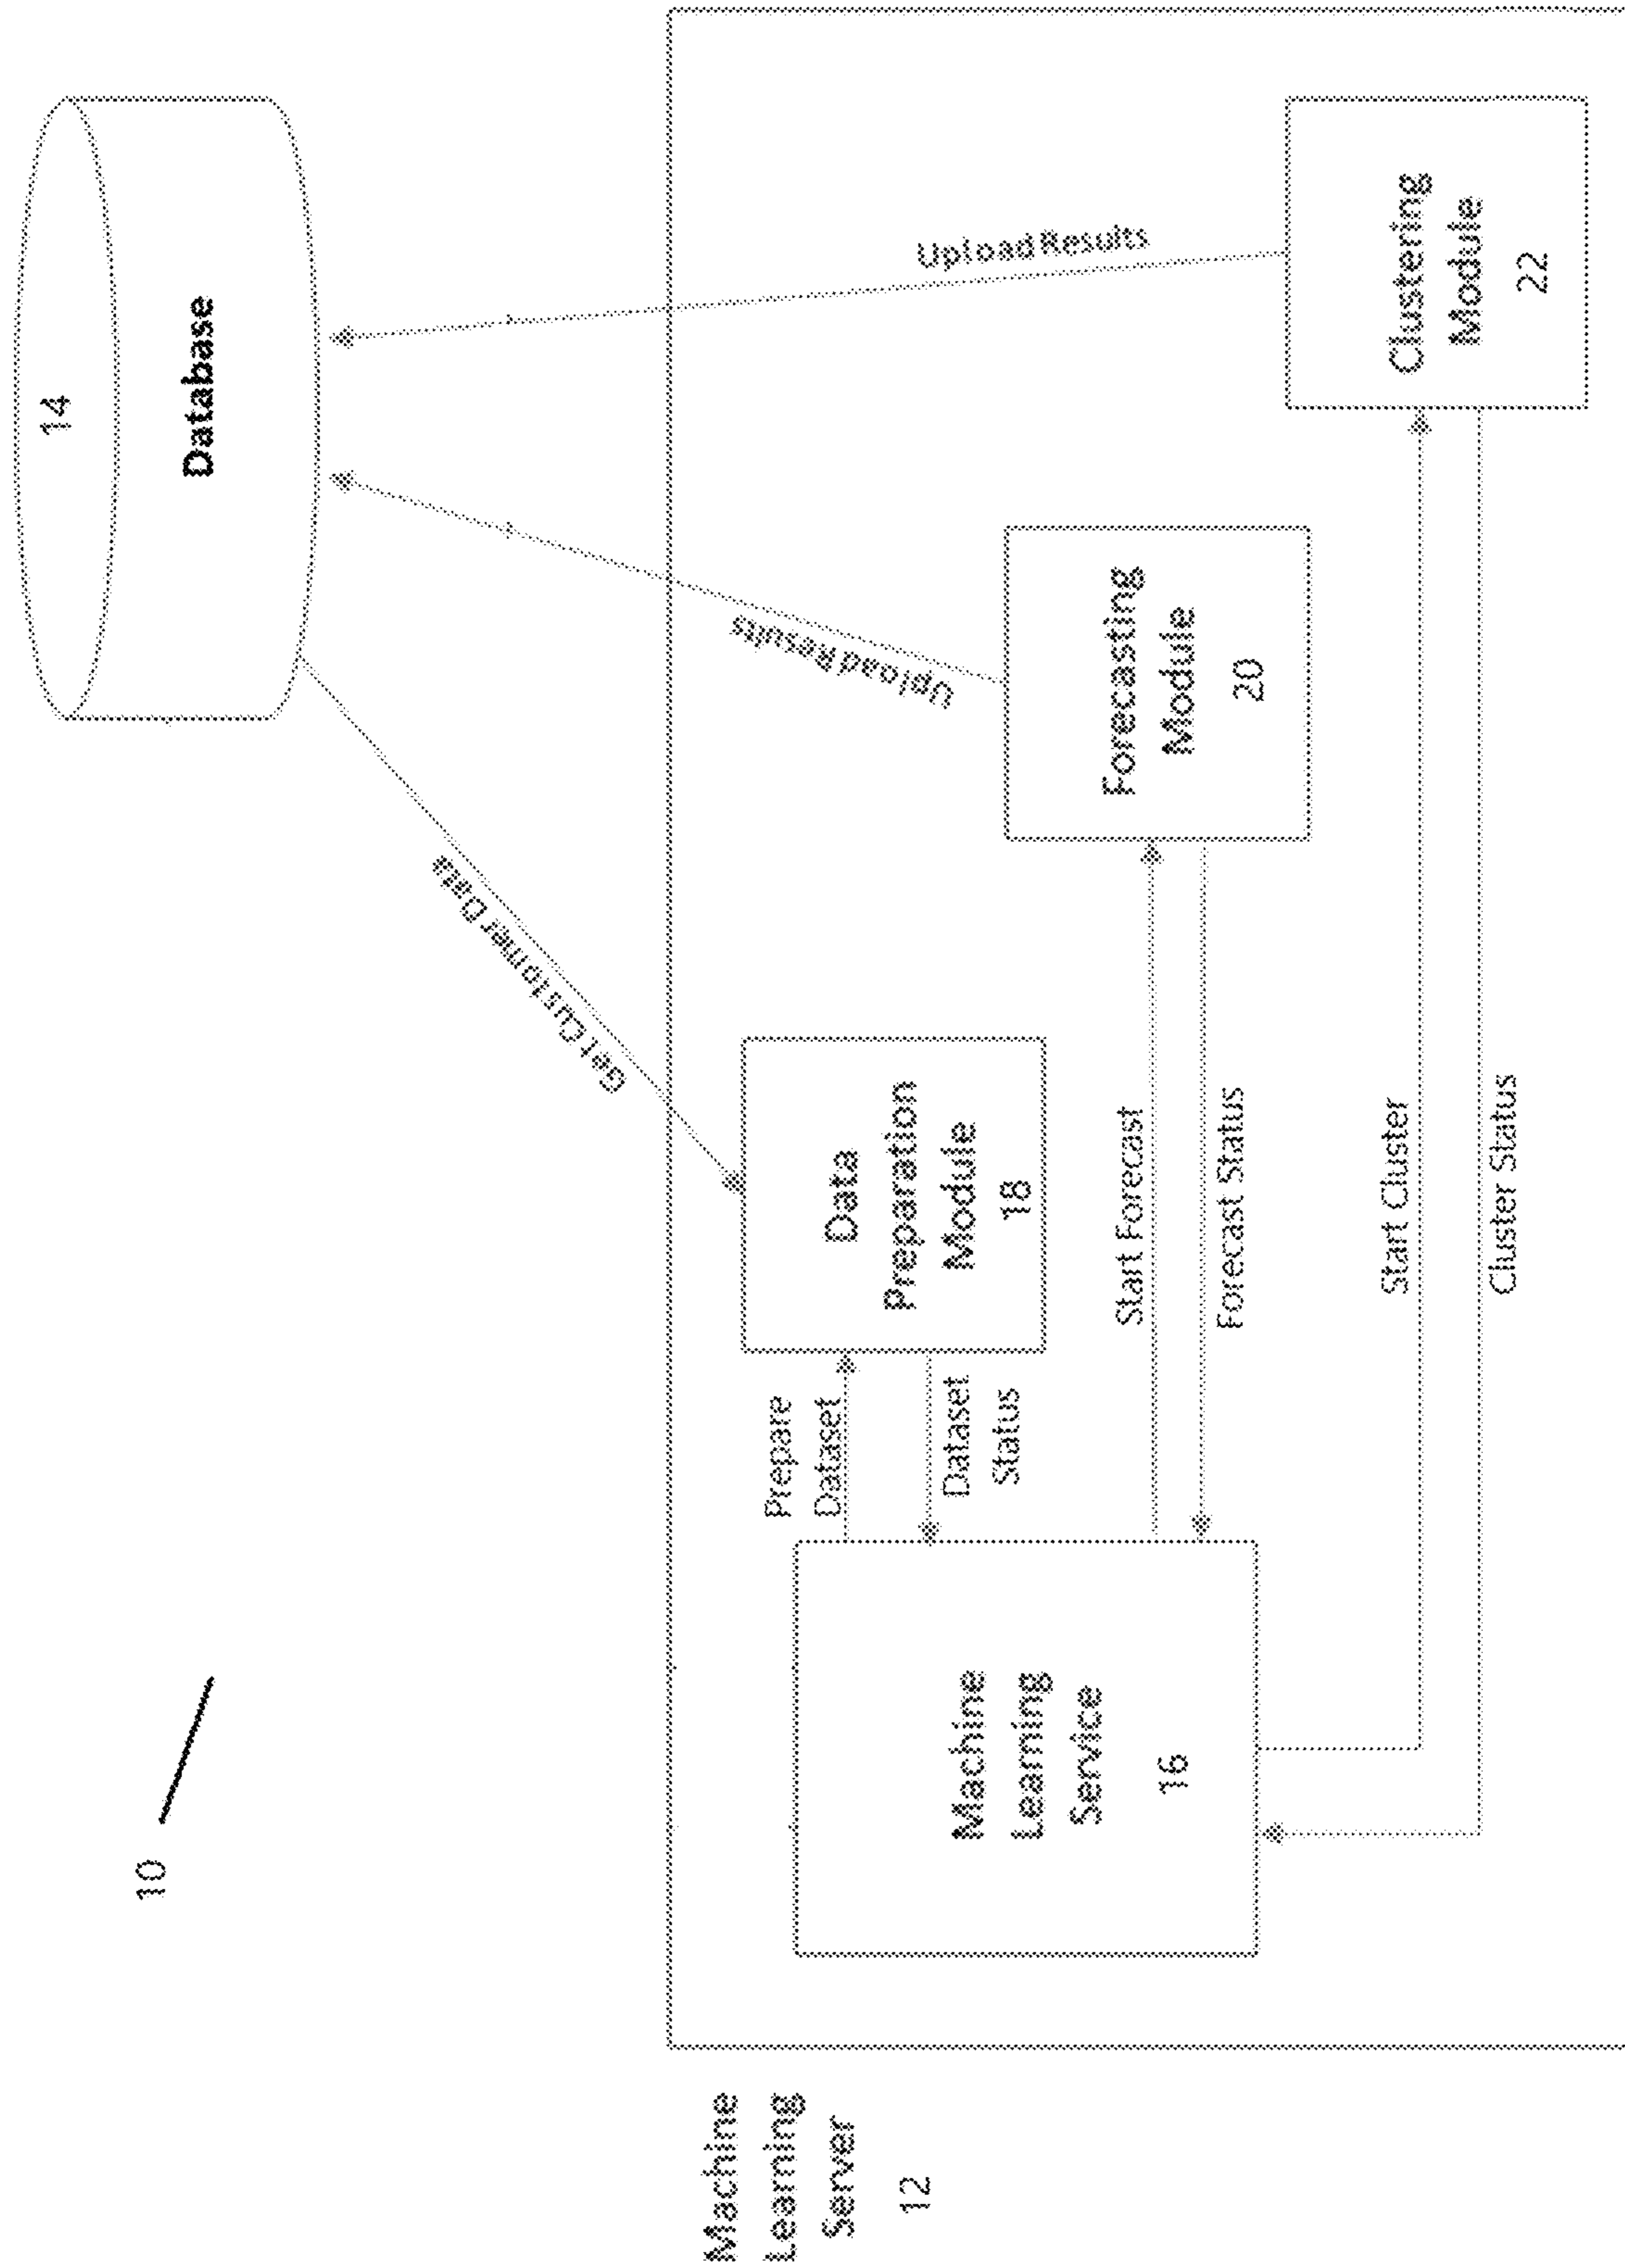 10
14
Database
Get Customer Data
Upload Results
Upload Results
Machine
Learning
Server
12
Machine
Learning
Service
16
Prepare
Dataset
Dataset
Status
Data
Preparation
Module
18
Start Forecast
Forecast Status
Forecasting
Module
20
Start Cluster
Cluster Status
Clustering
Module
22